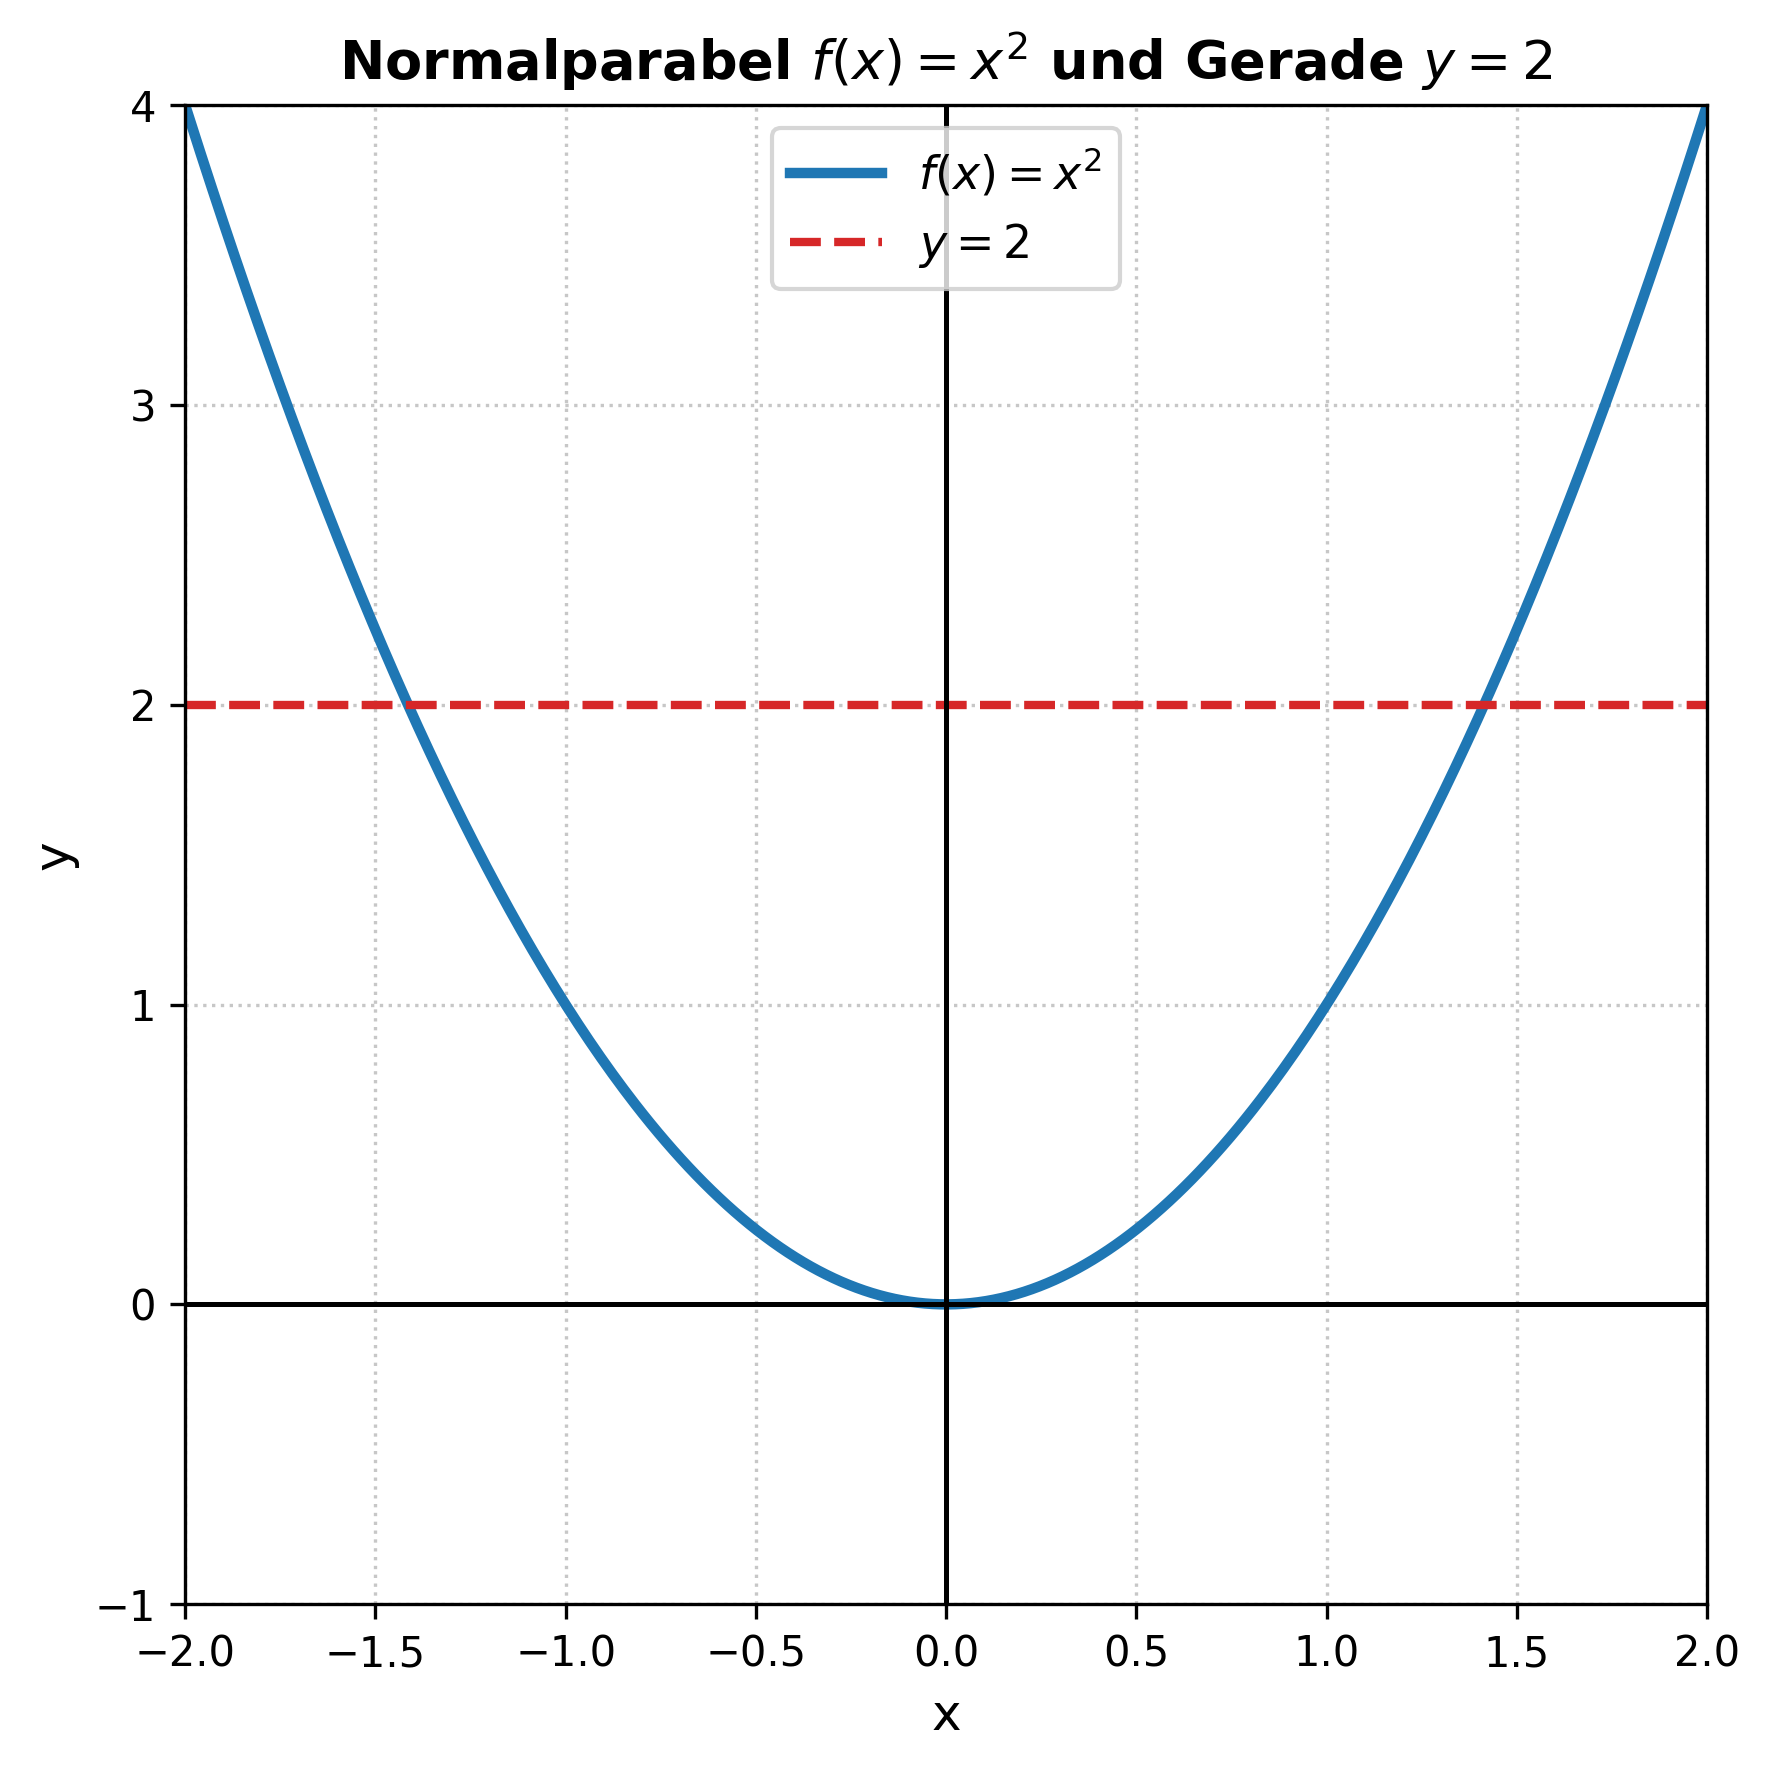 Normalparabel f(x) = x² und Gerade y = 2
f(x) = x²
y = 2
4
3
2
1
0
−1
y
−2.0 −1.5 −1.0 −0.5 0.0 0.5 1.0 1.5 2.0
x